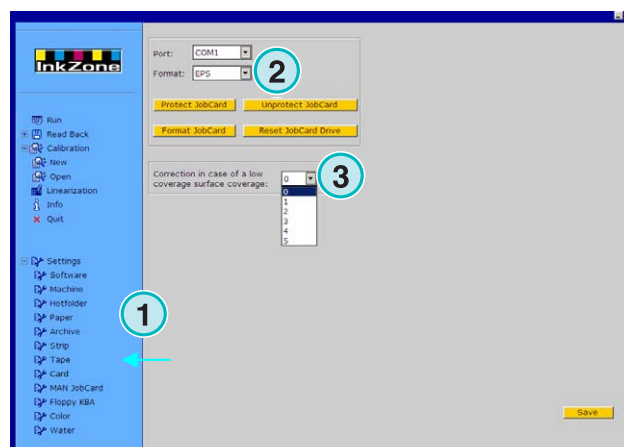 InkZone
Run
Read Back
Calibration
New
Open
Linearization
Info
Quit
Settings
Software
Machine
Hotfolder
Paper
Archive
Strip
Tape
Card
MAN JobCard
Floppy KBA
Color
Water
1
Port: COM1
Format: EPS
2
Protect JobCard Unprotect JobCard
Format JobCard Reset JobCard Drive
Correction in case of a low
coverage surface coverage: 0
3
0
1
2
3
4
5
Save